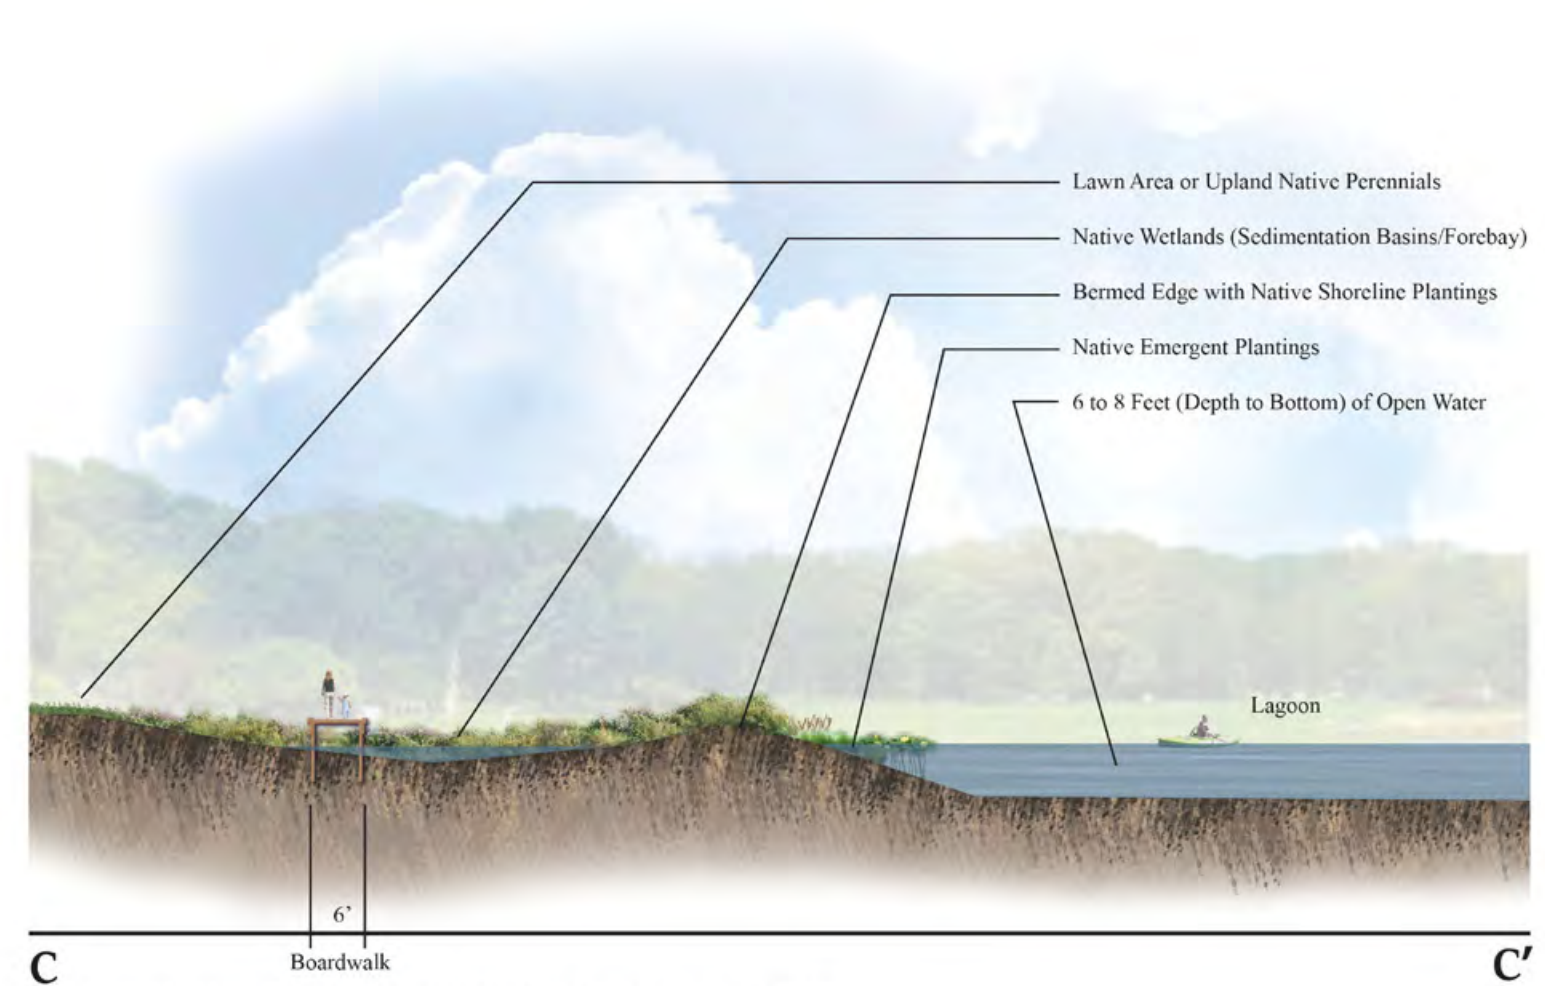 Lawn Area or Upland Native Perennials
Native Wetlands (Sedimentation Basins/Forebay)
Bermed Edge with Native Shoreline Plantings
Native Emergent Plantings
6 to 8 Feet (Depth to Bottom) of Open Water
Lagoon
6’
Boardwalk
C
C’